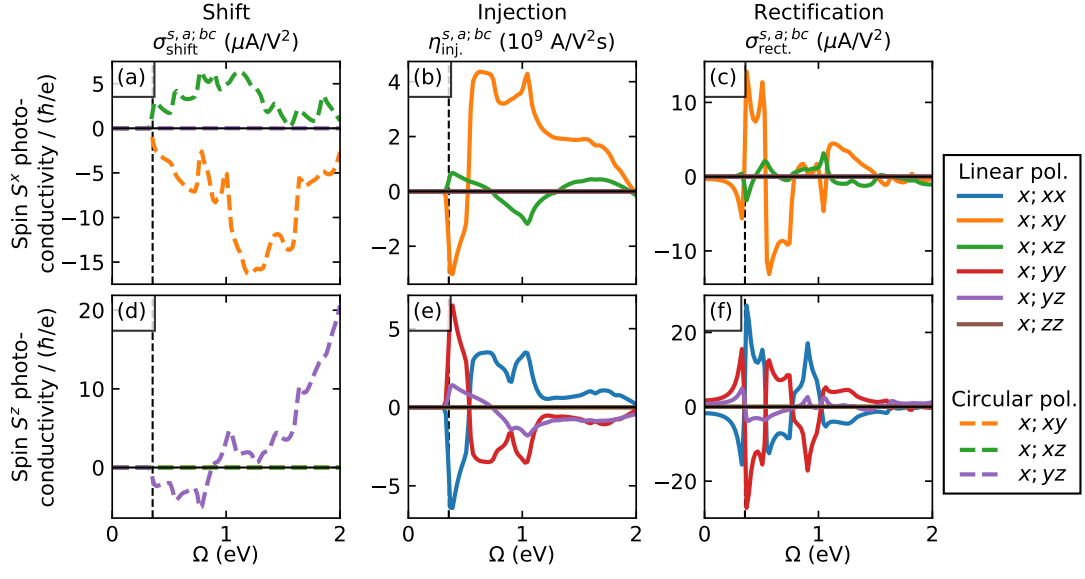 Shift
σ^{s,a;bc}_{shift} (μA/V²)
Injection
η^{s,a;bc}_{inj.} (10⁹ A/V²s)
Rectification
σ^{s,a;bc}_{rect.} (μA/V²)
Spin Sˣ photo-
conductivity / (ħ/e)
(a)
5
0
−5
−10
−15
(b)
4
2
0
−2
(c)
10
0
−10
Spin Sᶻ photo-
conductivity / (ħ/e)
(d)
20
10
0
(e)
5
0
−5
(f)
20
0
−20
0 1 2
Ω (eV)
0 1 2
Ω (eV)
0 1 2
Ω (eV)
Linear pol.
x; xx
x; xy
x; xz
x; yy
x; yz
x; zz
Circular pol.
x; xy
x; xz
x; yz